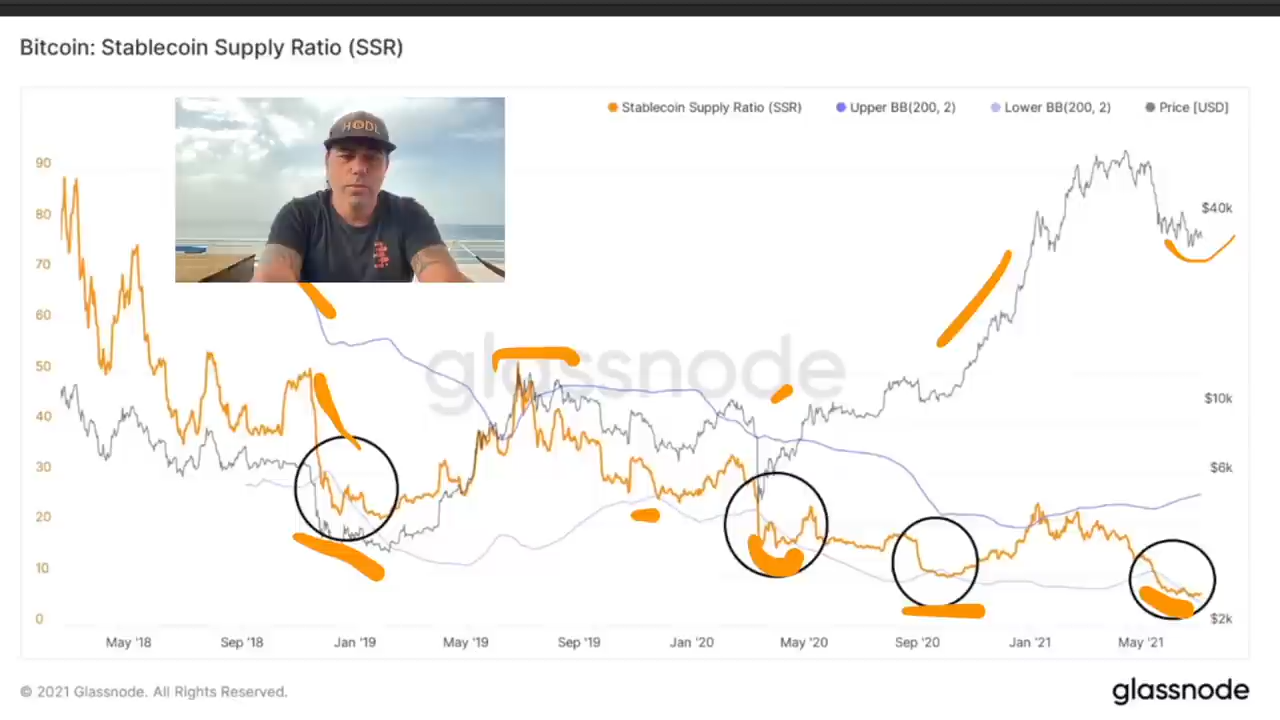 Bitcoin: Stablecoin Supply Ratio (SSR)
Stablecoin Supply Ratio (SSR) Upper BB(200, 2) Lower BB(200, 2) Price [USD]
HODL
90
80
70
60
50
40
30
20
10
0
$40k
$10k
$6k
$2k
glassnode
May '18 Sep '18 Jan '19 May '19 Sep '19 Jan '20 May '20 Sep '20 Jan '21 May '21
© 2021 Glassnode. All Rights Reserved.
glassnode